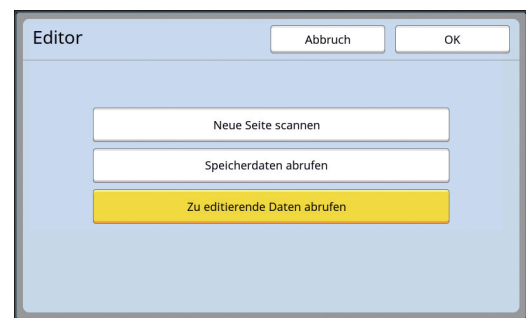 Editor
Abbruch
OK
Neue Seite scannen
Speicherdaten abrufen
Zu editierende Daten abrufen